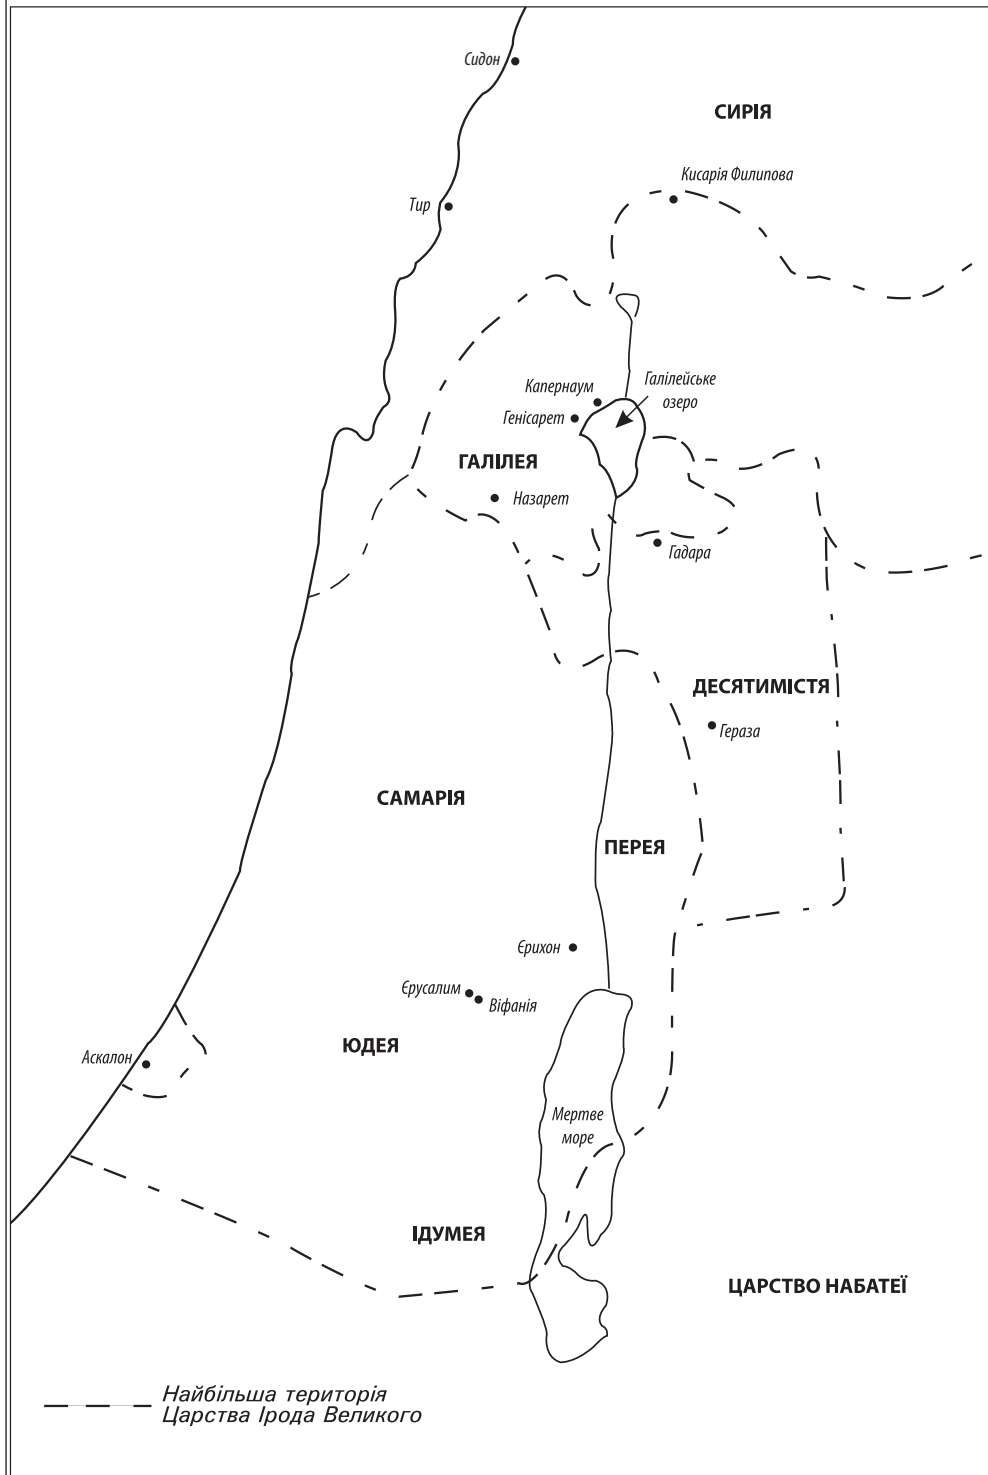 Сидон
СИРІЯ
Кисарія Филипова
Тир
Галілейське
озеро
Капернаум
Генісарет
ГАЛІЛЕЯ
Назарет
Гадара
ДЕСЯТИМІСТЯ
Гераза
САМАРІЯ
ПЕРЕЯ
Єрихон
Єрусалим
Віфанія
ЮДЕЯ
Аскалон
Мертве
море
ІДУМЕЯ
ЦАРСТВО НАБАТЕЇ
Найбільша територія
Царства Ірода Великого